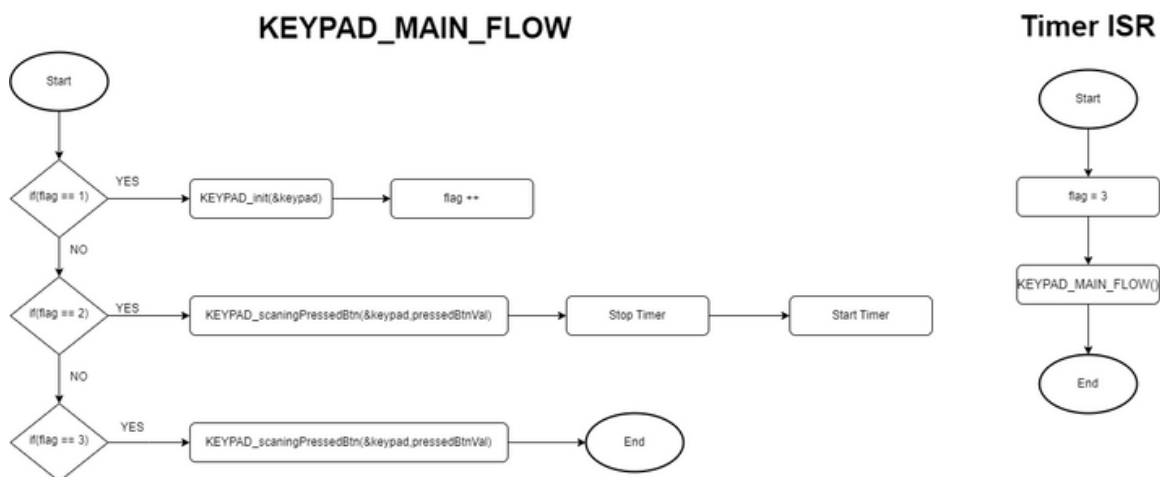 KEYPAD_MAIN_FLOW
Start
if(flag == 1)
YES
KEYPAD_init(&keypad)
flag ++
NO
if(flag == 2)
YES
KEYPAD_scaningPressedBtn(&keypad,pressedBtnVal)
Stop Timer
Start Timer
NO
if(flag == 3)
YES
KEYPAD_scaningPressedBtn(&keypad,pressedBtnVal)
End
Timer ISR
Start
flag = 3
KEYPAD_MAIN_FLOW()
End